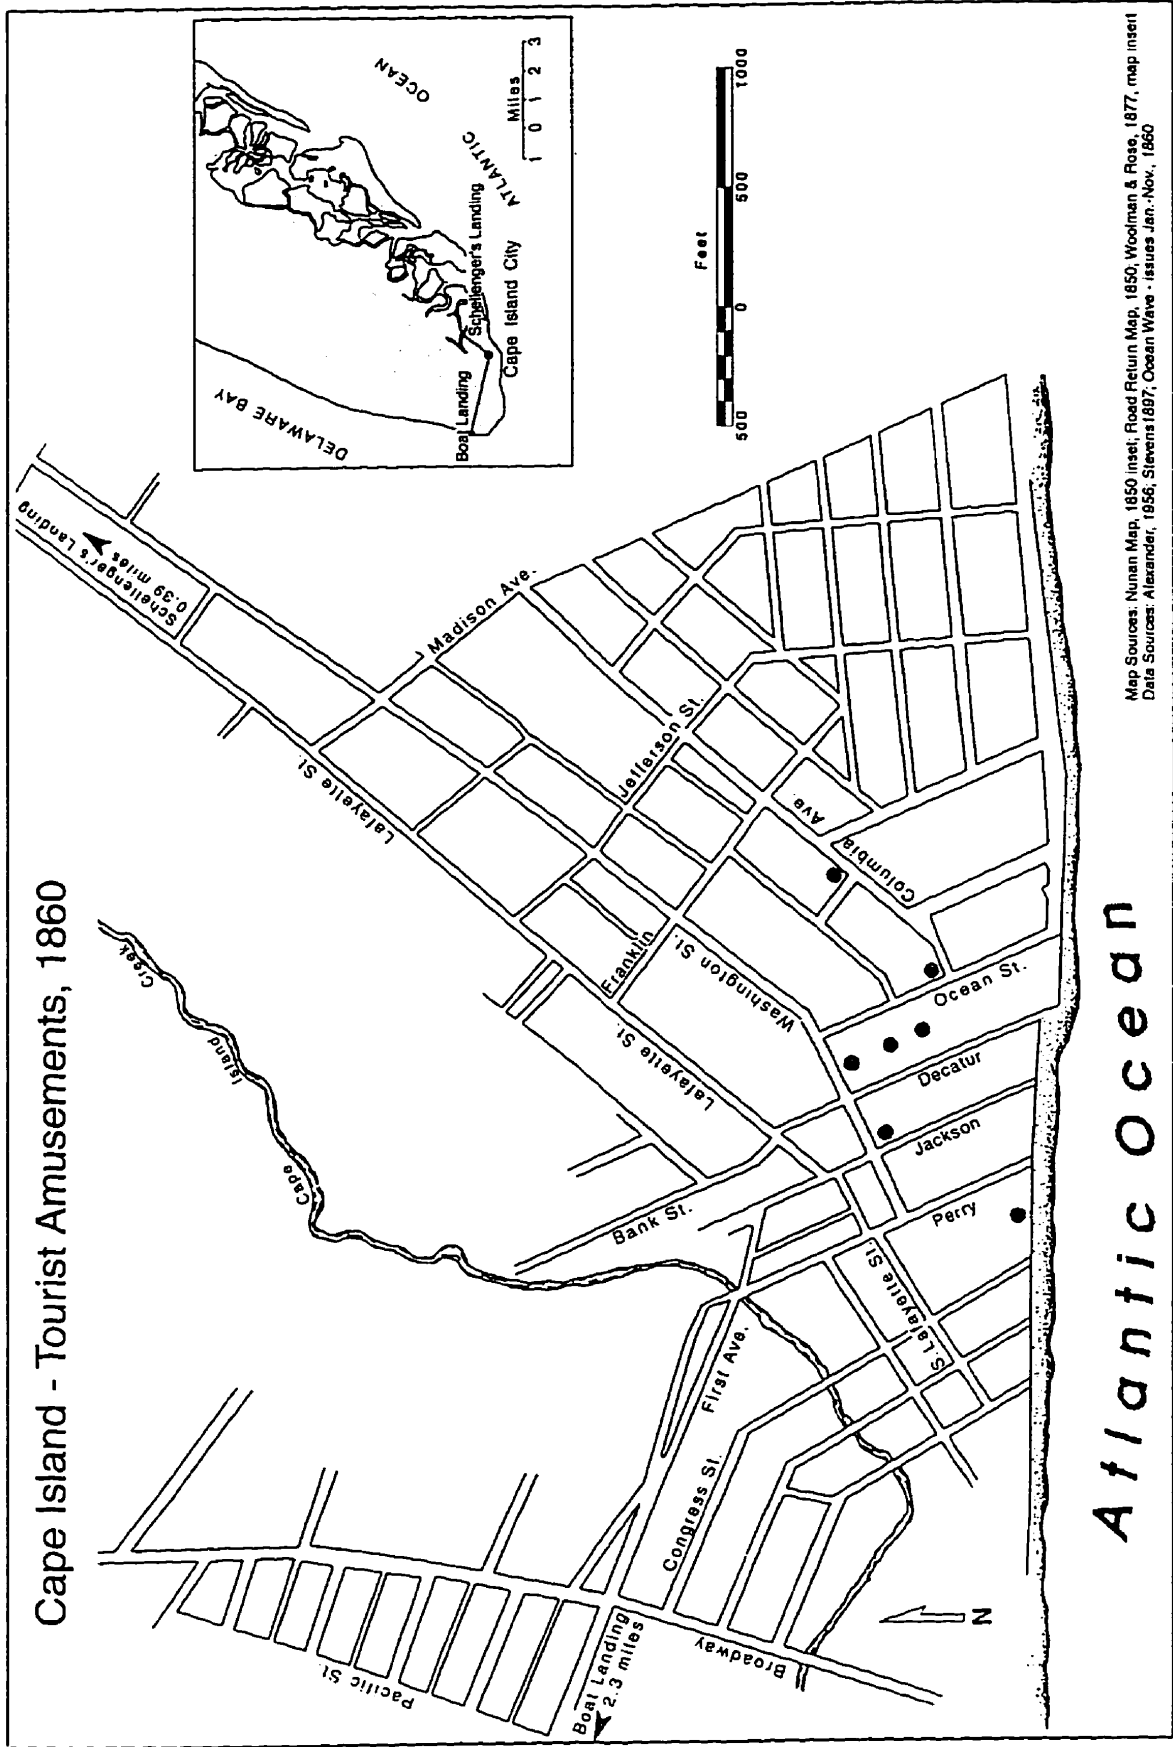 Cape Island - Tourist Amusements, 1860
Schellenger's Landing
0.39 miles
Madison Ave.
Lafayette St.
Jefferson St.
Columbia
Ave
Franklin
Washington St.
Lafayette St.
Ocean St.
Decatur
Jackson
Perry
Bank St.
S. Lafayette St.
First Ave.
Congress St.
Broadway
Pacific St.
Boat Landing
2.3 miles
Cape
Island
Creek
N
Atlantic Ocean
DELAWARE BAY
Boat Landing
Schellenger's Landing
Cape Island City
ATLANTIC
OCEAN
Miles
1 0 1 2 3
Feet
500 0 500 1000
Map Sources: Nunan Map, 1850 inset; Road Return Map, 1850; Woolman & Rose, 1877, map insert
Data Sources: Alexander, 1956; Stevens 1897; Ocean Wave - issues Jan.-Nov., 1860